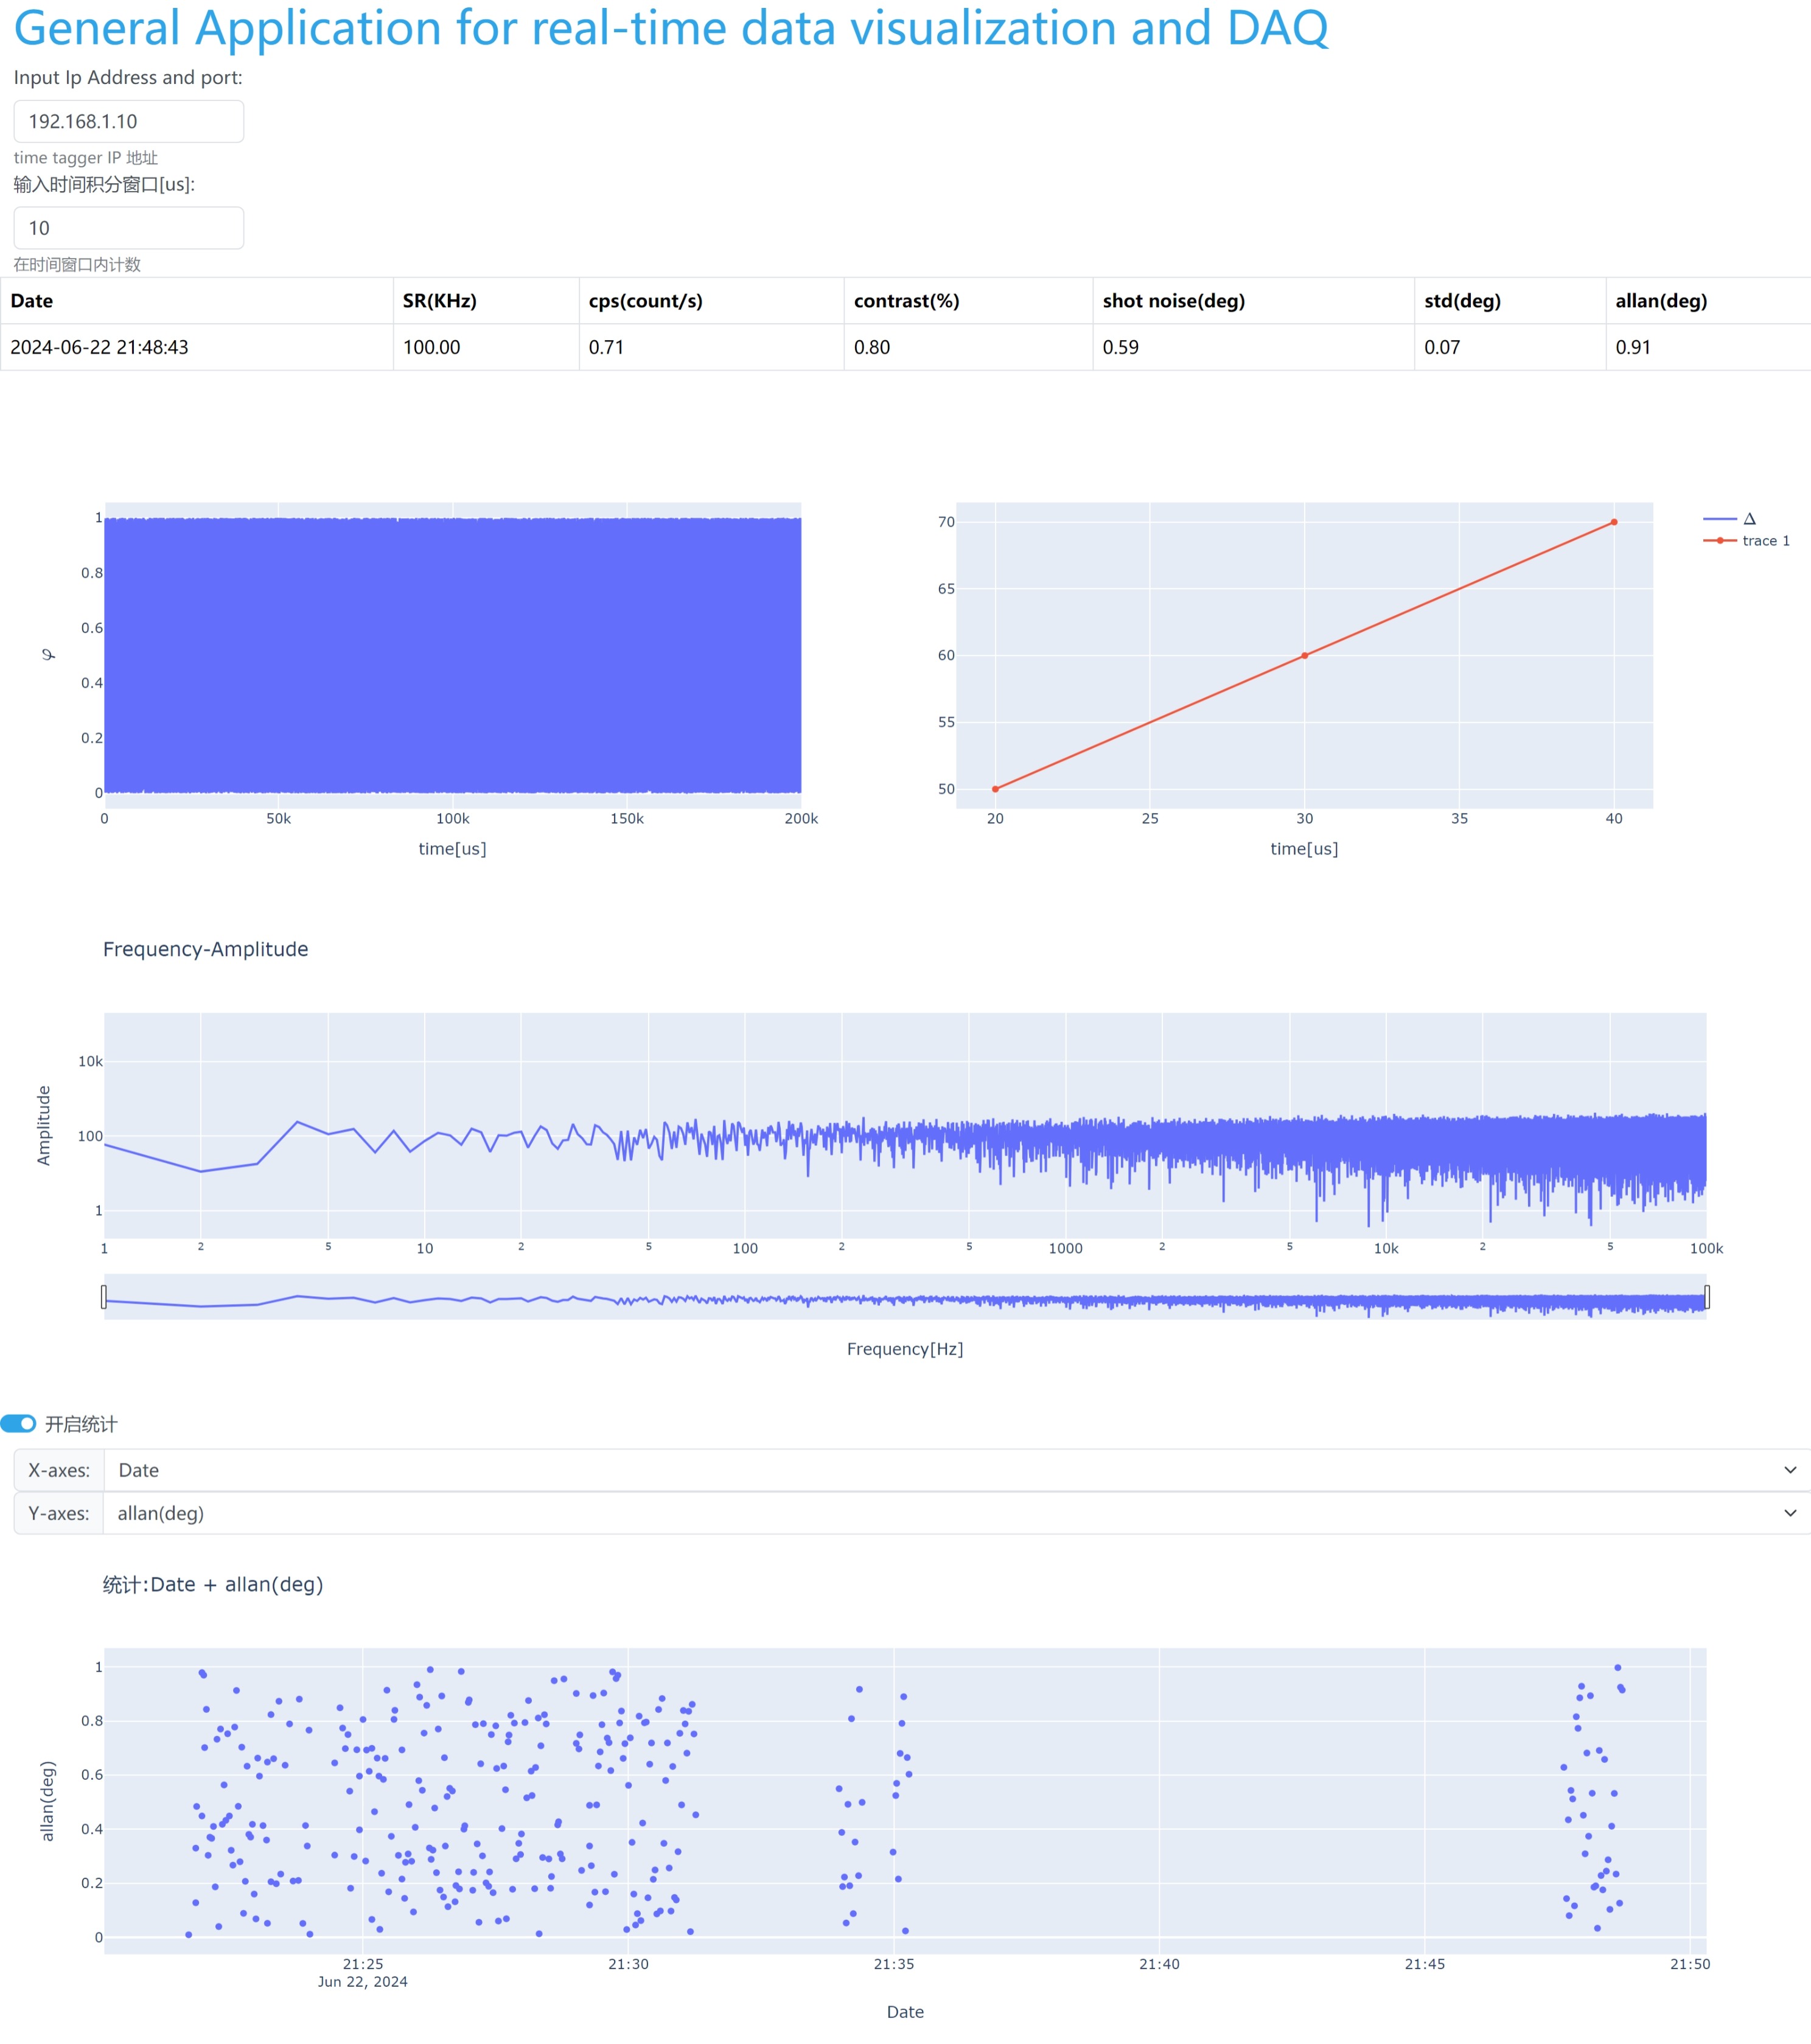 General Application for real-time data visualization and DAQ
Input Ip Address and port:
192.168.1.10
time tagger IP 地址
输入时间积分窗口[us]:
10
在时间窗口内计数
Date SR(KHz) cps(count/s) contrast(%) shot noise(deg) std(deg) allan(deg)
2024-06-22 21:48:43 100.00 0.71 0.80 0.59 0.07 0.91
1
0.8
0.6
0.4
0.2
0
φ
0 50k 100k 150k 200k
time[us]
70
65
60
55
50
20 25 30 35 40
time[us]
Δ
trace 1
Frequency-Amplitude
10k
100
1
Amplitude
1 2 5 10 2 5 100 2 5 1000 2 5 10k 2 5 100k
Frequency[Hz]
开启统计
X-axes: Date
Y-axes: allan(deg)
统计:Date + allan(deg)
1
0.8
0.6
0.4
0.2
0
allan(deg)
21:25 21:30 21:35 21:40 21:45 21:50
Jun 22, 2024
Date